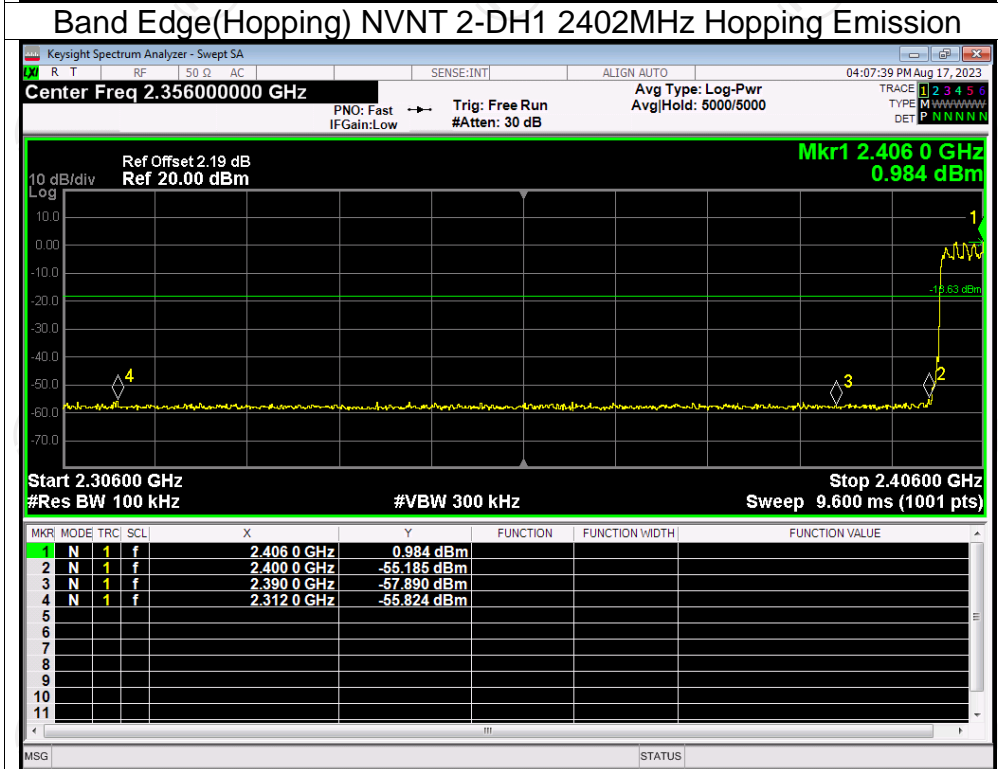 Band Edge(Hopping) NVNT 2-DH1 2402MHz Hopping Emission
Keysight Spectrum Analyzer - Swept SA
LXI R T RF 50 Ω AC SENSE:INT ALIGN AUTO 04:07:39 PM Aug 17, 2023
Center Freq 2.356000000 GHz Avg Type: Log-Pwr TRACE 1 2 3 4 5 6
PNO: Fast Trig: Free Run Avg|Hold: 5000/5000 TYPE M WWWWW
IFGain:Low #Atten: 30 dB DET P N N N N N
Mkr1 2.406 0 GHz
Ref Offset 2.19 dB
10 dB/div Ref 20.00 dBm 0.984 dBm
Log
10.0 1
0.00
-10.0
-18.63 dBm
-20.0
-30.0
-40.0
-50.0 4 3 2
-60.0
-70.0
Start 2.30600 GHz Stop 2.40600 GHz
#Res BW 100 kHz #VBW 300 kHz Sweep 9.600 ms (1001 pts)
MKR MODE TRC SCL X Y FUNCTION FUNCTION WIDTH FUNCTION VALUE
1 N 1 f 2.406 0 GHz 0.984 dBm
2 N 1 f 2.400 0 GHz -55.185 dBm
3 N 1 f 2.390 0 GHz -57.890 dBm
4 N 1 f 2.312 0 GHz -55.824 dBm
5
6
7
8
9
10
11
MSG STATUS